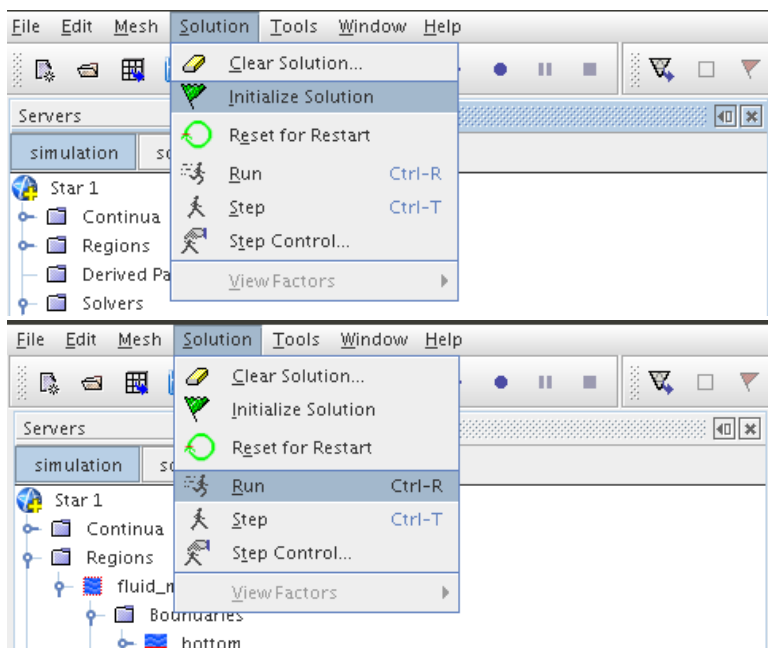 File Edit Mesh Solution Tools Window Help
Clear Solution...
Initialize Solution
Servers
Reset for Restart
simulation
Run Ctrl-R
Star 1
Step Ctrl-T
Continua
Step Control...
Regions
Derived Pa
View Factors
Solvers
File Edit Mesh Solution Tools Window Help
Clear Solution...
Initialize Solution
Servers
Reset for Restart
simulation
Run Ctrl-R
Star 1
Step Ctrl-T
Continua
Step Control...
Regions
fluid_
View Factors
Boundaries
bottom